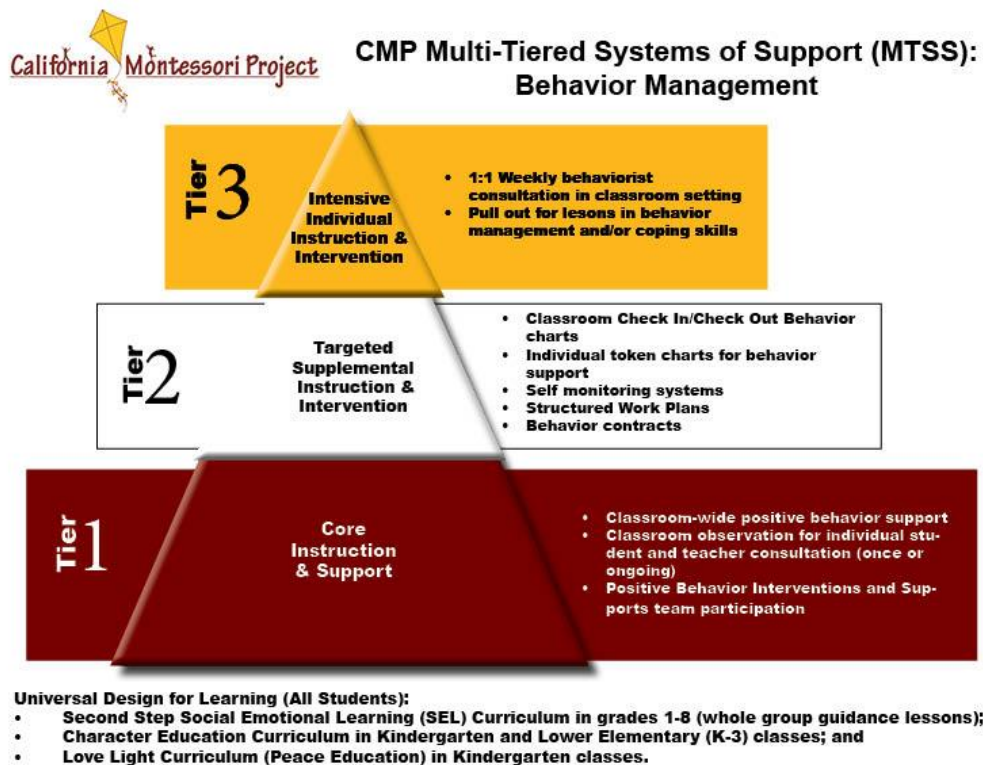 California Montessori Project
CMP Multi-Tiered Systems of Support (MTSS):
Behavior Management
Tier 3
Intensive
Individual
Instruction &
Intervention
• 1:1 Weekly behaviorist
consultation in classroom setting
• Pull out for lesons in behavior
management and/or coping skills
Tier 2
Targeted
Supplemental
Instruction &
Intervention
• Classroom Check In/Check Out Behavior
charts
• Individual token charts for behavior
support
• Self monitoring systems
• Structured Work Plans
• Behavior contracts
Tier 1
Core
Instruction
& Support
• Classroom-wide positive behavior support
• Classroom observation for individual stu-
dent and teacher consultation (once or
ongoing)
• Positive Behavior Interventions and Sup-
ports team participation
Universal Design for Learning (All Students):
• Second Step Social Emotional Learning (SEL) Curriculum in grades 1-8 (whole group guidance lessons);
• Character Education Curriculum in Kindergarten and Lower Elementary (K-3) classes; and
• Love Light Curriculum (Peace Education) in Kindergarten classes.